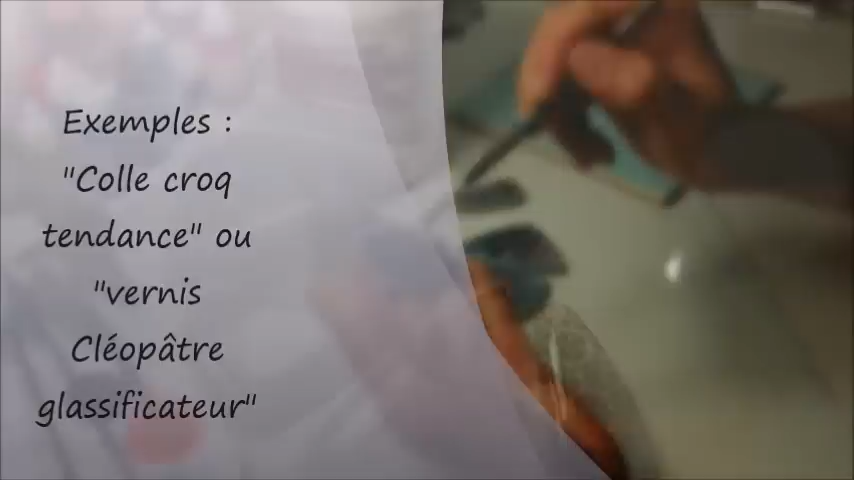 Exemples :
"Colle croq
tendance" ou
"vernis
Cléopâtre
glassificateur"